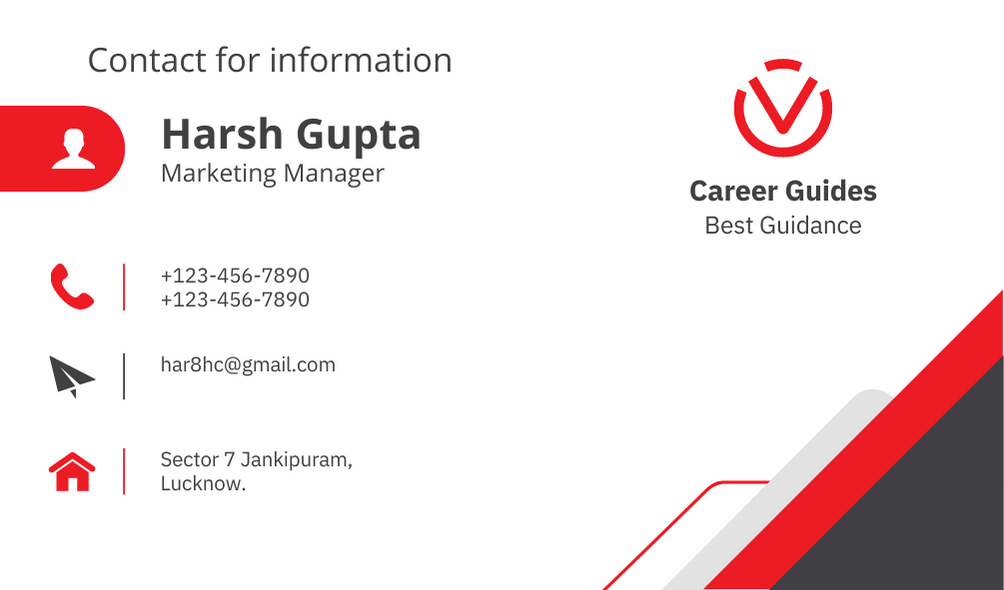 Contact for information
Harsh Gupta
Marketing Manager
+123-456-7890
+123-456-7890
har8hc@gmail.com
Sector 7 Jankipuram,
Lucknow.
Career Guides
Best Guidance